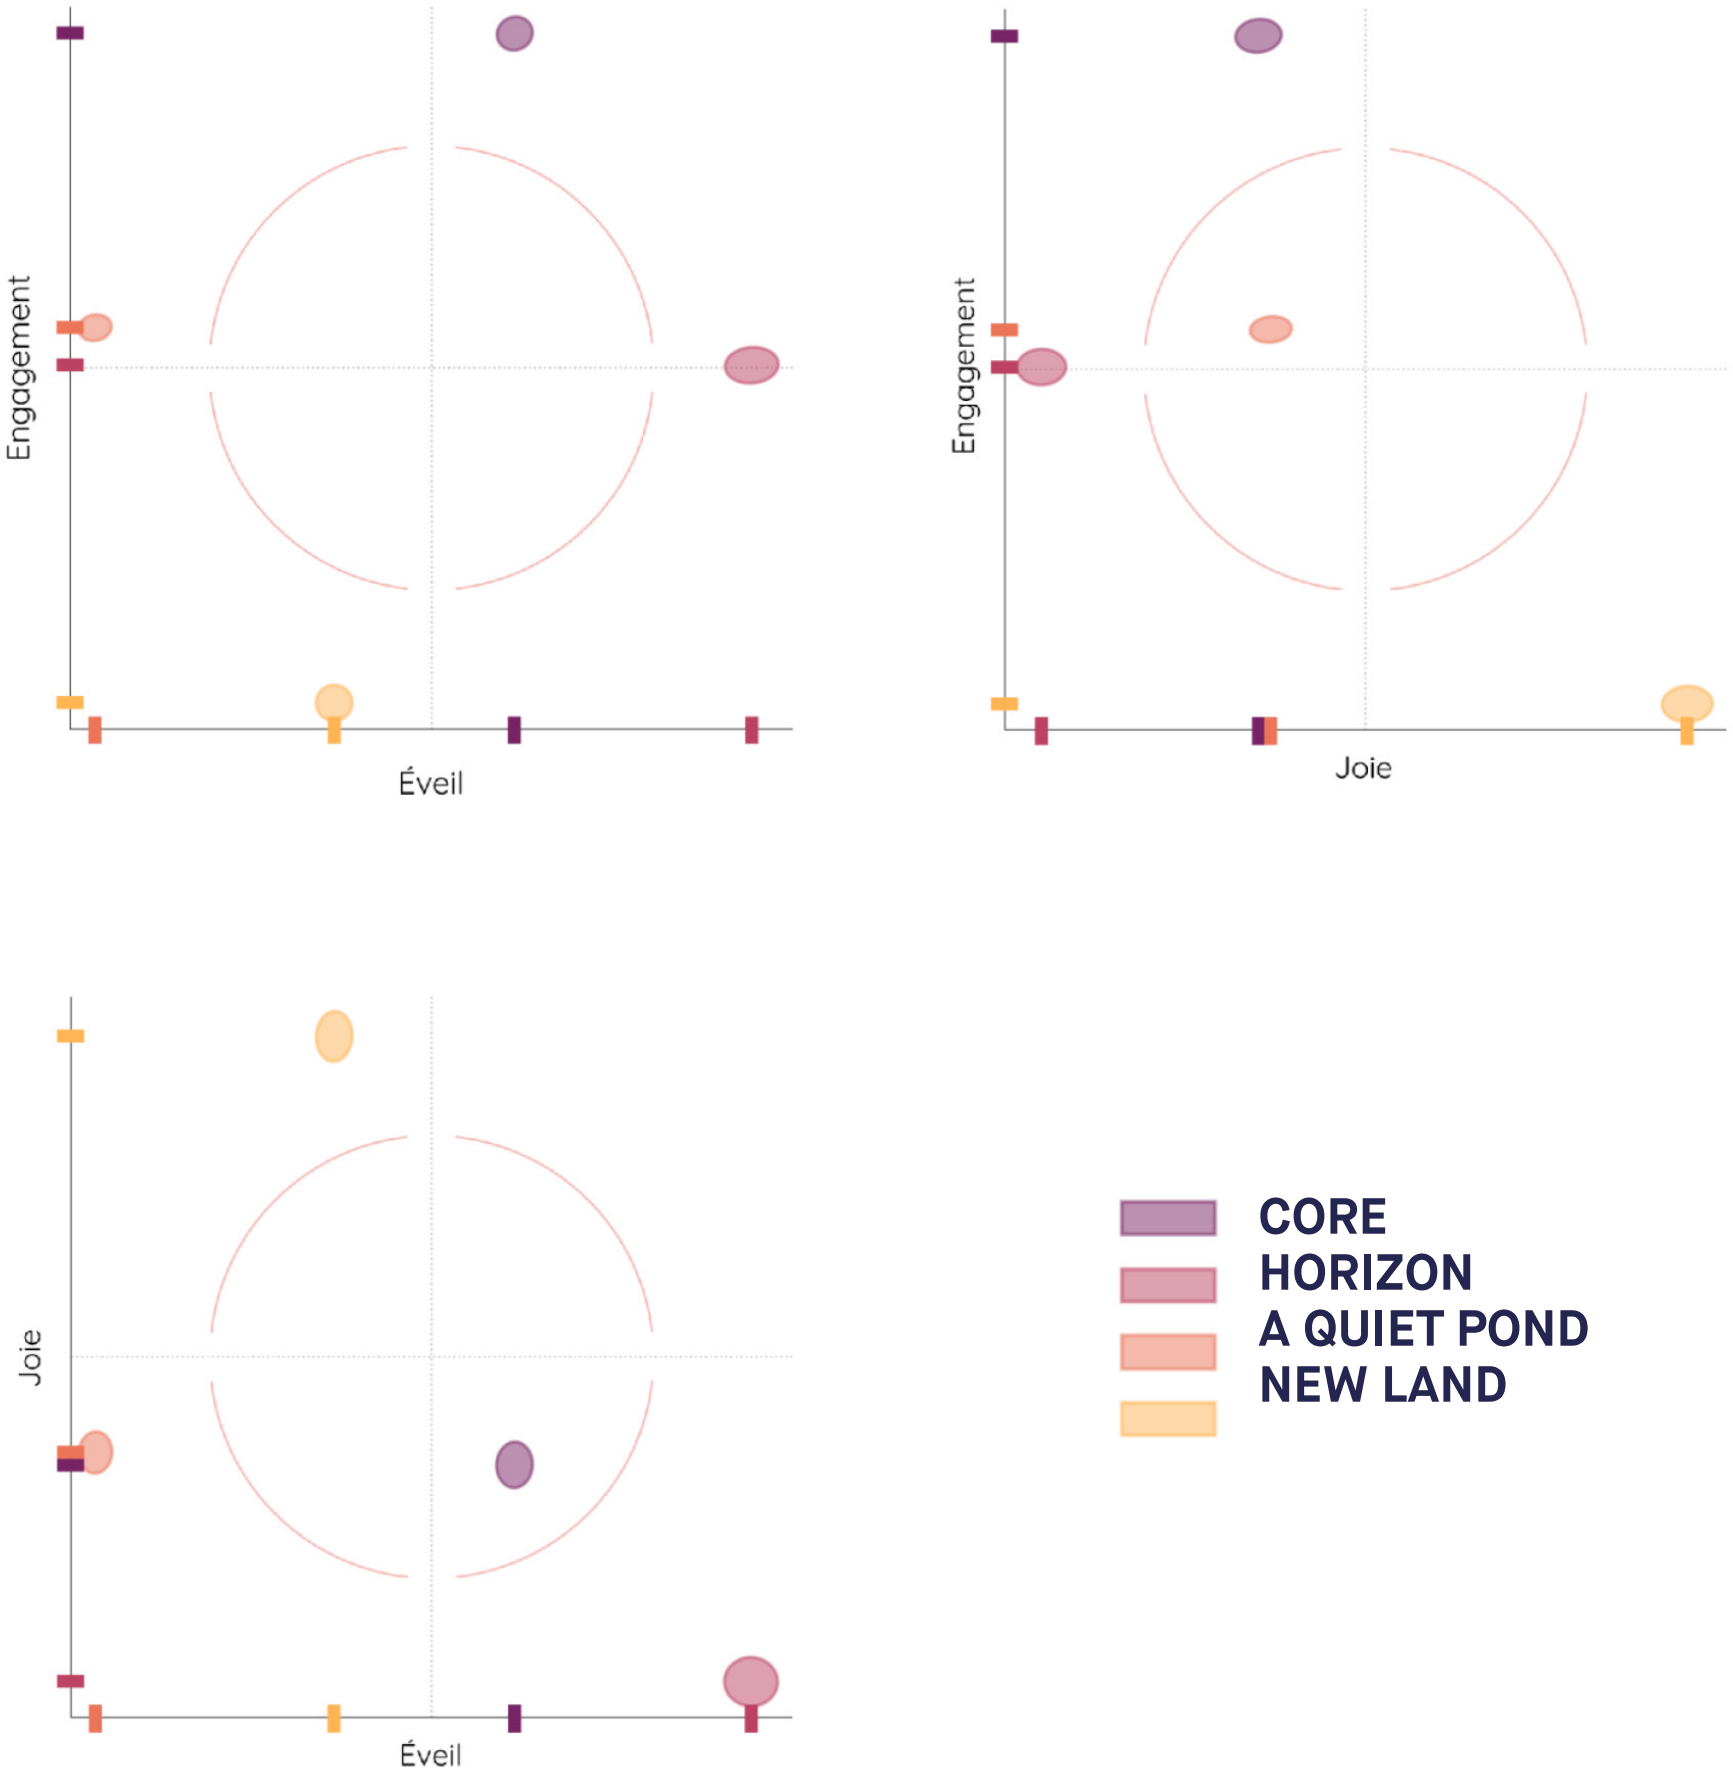 Engagement
Éveil
Engagement
Joie
Joie
Éveil
CORE
HORIZON
A QUIET POND
NEW LAND